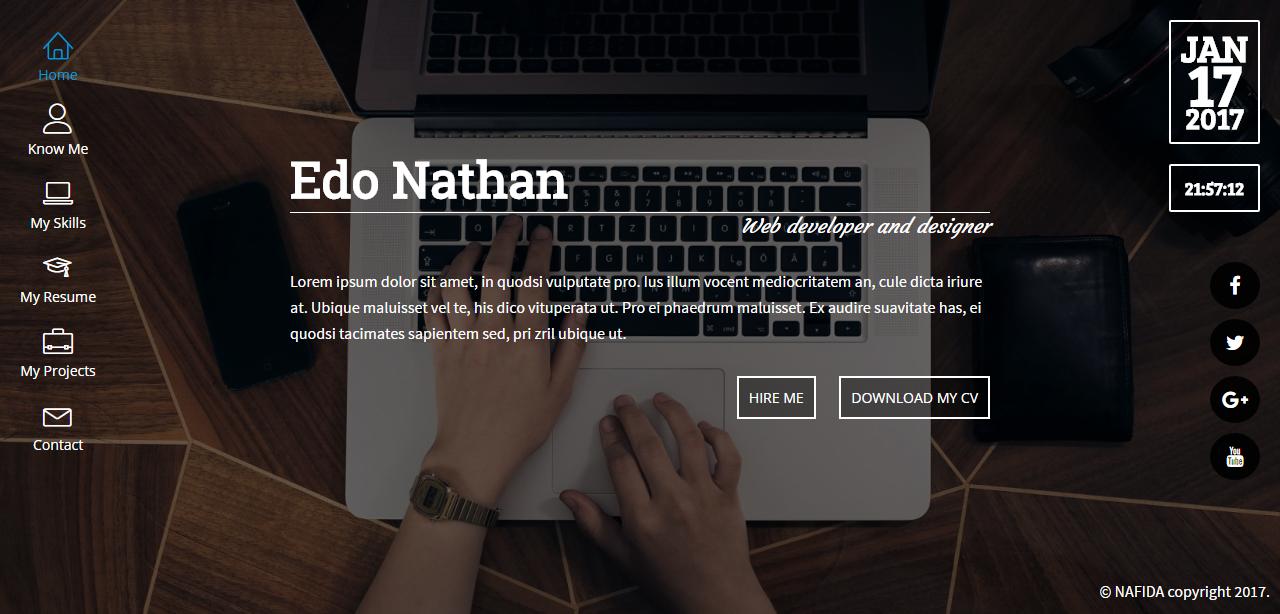 Home
Know Me
My Skills
My Resume
My Projects
Contact
Edo Nathan
Web developer and designer
Lorem ipsum dolor sit amet, in quodsi vulputate pro. Ius illum vocent mediocritatem an, cule dicta iriure
at. Ubique maluisset vel te, his dico vituperata ut. Pro ei phaedrum maluisset. Ex audire suavitate has, ei
quodsi tacimates sapientem sed, pri zril ubique ut.
HIRE ME
DOWNLOAD MY CV
JAN
17
2017
21:57:12
f
G+
You
Tube
© NAFIDA copyright 2017.